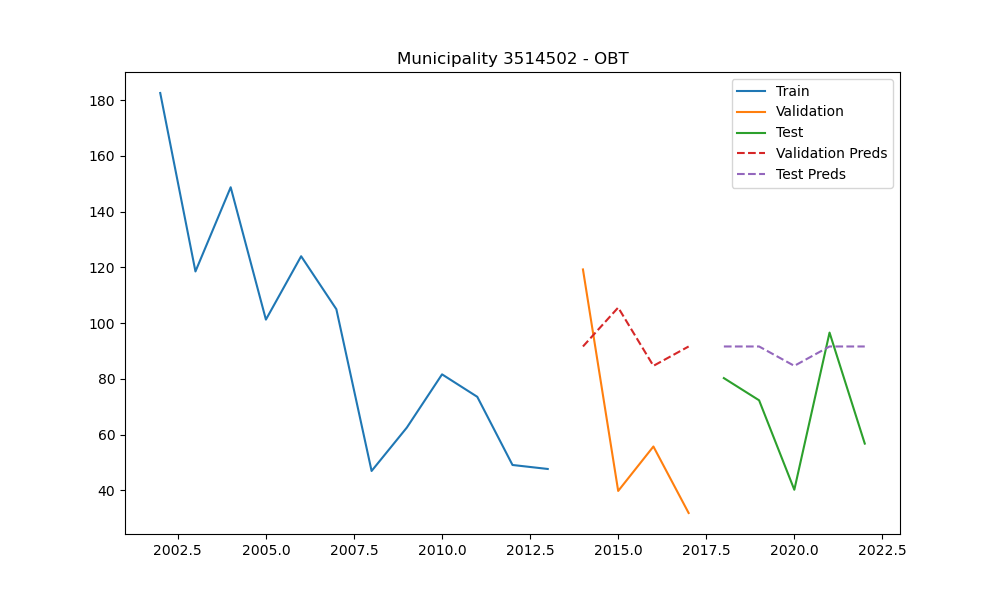 Municipality 3514502 - OBT
Train
Validation
Test
Validation Preds
Test Preds
180
160
140
120
100
80
60
40
2002.5 2005.0 2007.5 2010.0 2012.5 2015.0 2017.5 2020.0 2022.5